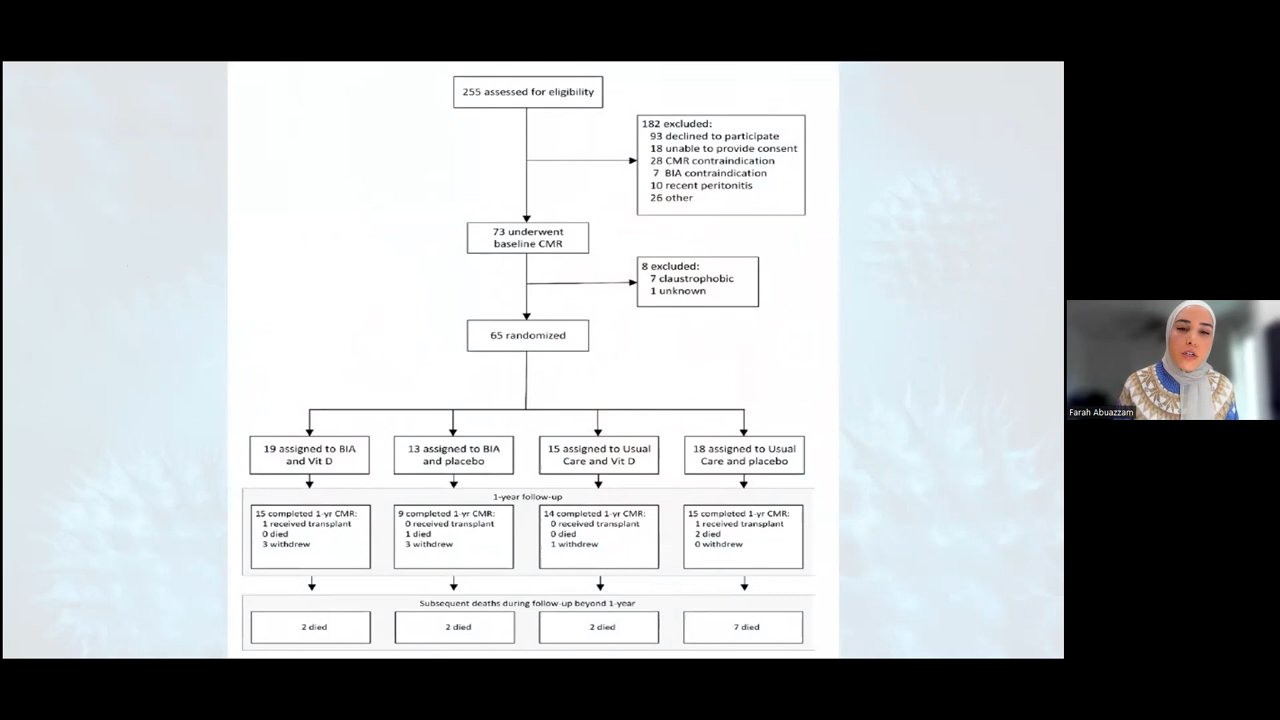 255 assessed for eligibility
182 excluded:
93 declined to participate
18 unable to provide consent
28 CMR contraindication
7 BIA contraindication
10 recent peritonitis
26 other
73 underwent
baseline CMR
8 excluded:
7 claustrophobic
1 unknown
65 randomized
19 assigned to BIA
and Vit D
13 assigned to BIA
and placebo
15 assigned to Usual
Care and Vit D
18 assigned to Usual
Care and placebo
1-year follow-up
15 completed 1-yr CMR:
1 received transplant
0 died
3 withdrew
9 completed 1-yr CMR:
0 received transplant
1 died
3 withdrew
14 completed 1-yr CMR:
0 received transplant
0 died
1 withdrew
15 completed 1-yr CMR:
1 received transplant
2 died
0 withdrew
Subsequent deaths during follow-up beyond 1-year
2 died
2 died
2 died
7 died
Farah Abuazzam